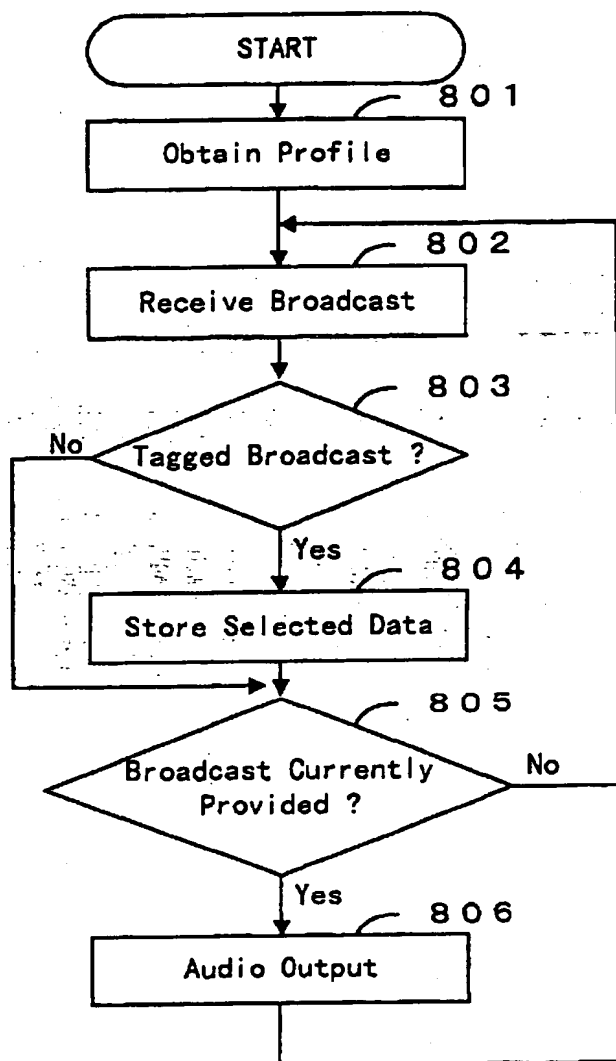 START
801
Obtain Profile
802
Receive Broadcast
803
No
Tagged Broadcast ?
Yes
804
Store Selected Data
805
Broadcast Currently
Provided ?
No
Yes
806
Audio Output